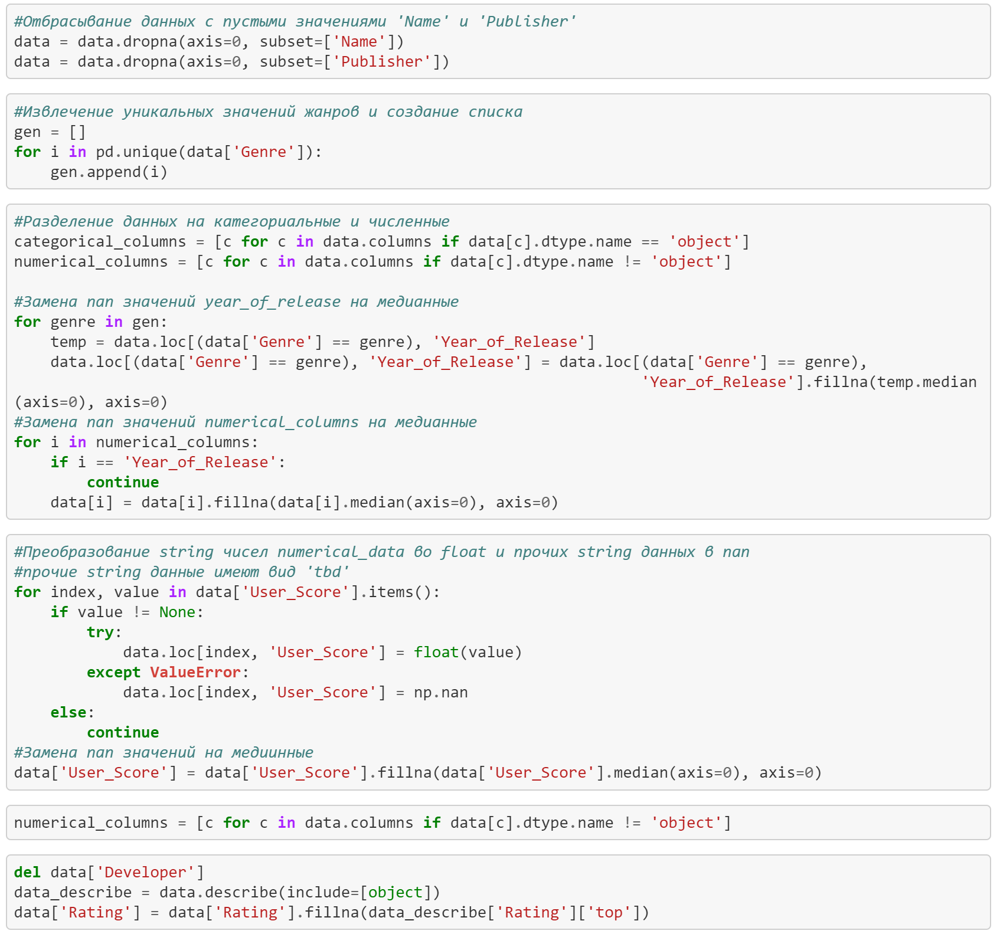 #Отбрасывание данных с пустыми значениями 'Name' и 'Publisher'
data = data.dropna(axis=0, subset=['Name'])
data = data.dropna(axis=0, subset=['Publisher'])
#Извлечение уникальных значений жанров и создание списка
gen = []
for i in pd.unique(data['Genre']):
    gen.append(i)
#Разделение данных на категориальные и численные
categorical_columns = [c for c in data.columns if data[c].dtype.name == 'object']
numerical_columns = [c for c in data.columns if data[c].dtype.name != 'object']
#Замена nan значений year_of_release на медианные
for genre in gen:
    temp = data.loc[(data['Genre'] == genre), 'Year_of_Release']
    data.loc[(data['Genre'] == genre), 'Year_of_Release'] = data.loc[(data['Genre'] == genre),
                                                                     'Year_of_Release'].fillna(temp.median
(axis=0), axis=0)
#Замена nan значений numerical_columns на медианные
for i in numerical_columns:
    if i == 'Year_of_Release':
        continue
    data[i] = data[i].fillna(data[i].median(axis=0), axis=0)
#Преобразование string чисел numerical_data во float и прочих string данных в nan
#прочие string данные имеют вид 'tbd'
for index, value in data['User_Score'].items():
    if value != None:
        try:
            data.loc[index, 'User_Score'] = float(value)
        except ValueError:
            data.loc[index, 'User_Score'] = np.nan
    else:
        continue
#Замена nan значений на медиинные
data['User_Score'] = data['User_Score'].fillna(data['User_Score'].median(axis=0), axis=0)
numerical_columns = [c for c in data.columns if data[c].dtype.name != 'object']
del data['Developer']
data_describe = data.describe(include=[object])
data['Rating'] = data['Rating'].fillna(data_describe['Rating']['top'])